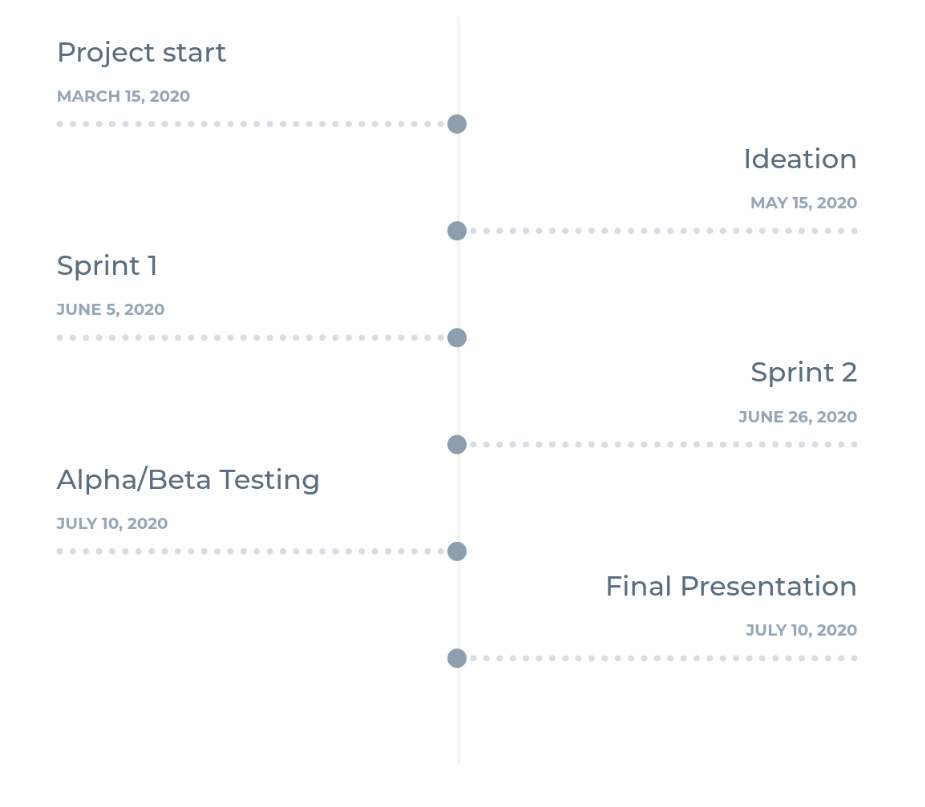 Project start
MARCH 15, 2020
Ideation
MAY 15, 2020
Sprint 1
JUNE 5, 2020
Sprint 2
JUNE 26, 2020
Alpha/Beta Testing
JULY 10, 2020
Final Presentation
JULY 10, 2020